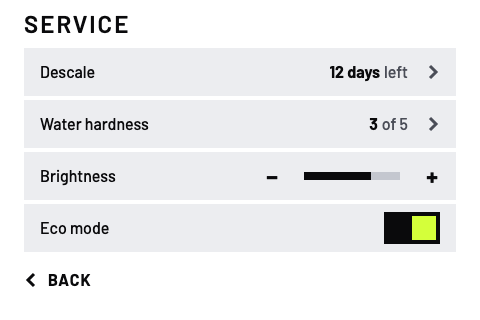 SERVICE
Descale 12 days left
Water hardness 3 of 5
Brightness − +
Eco mode
BACK